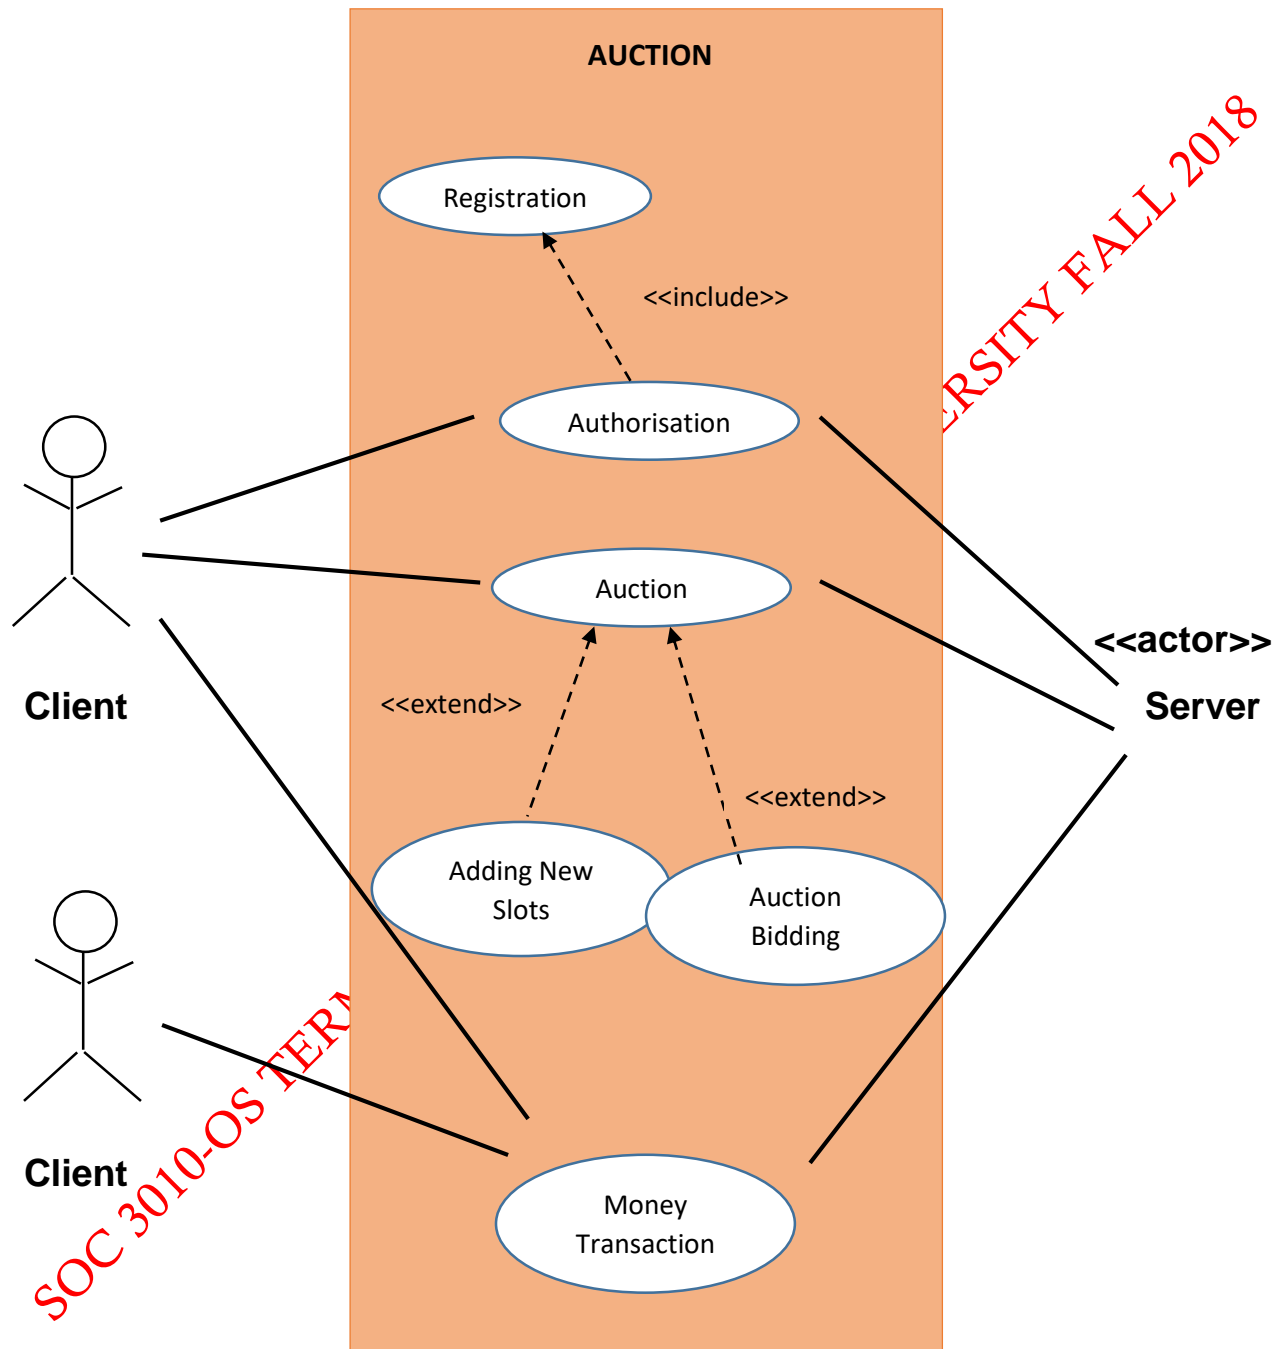 AUCTION
Registration
<<include>>
Authorisation
Auction
<<actor>>
Client
<<extend>>
Server
<<extend>>
Adding New
Slots
Auction
Bidding
Client
Money
Transaction
SOC 3010-OS TERM
ERSITY FALL 2018